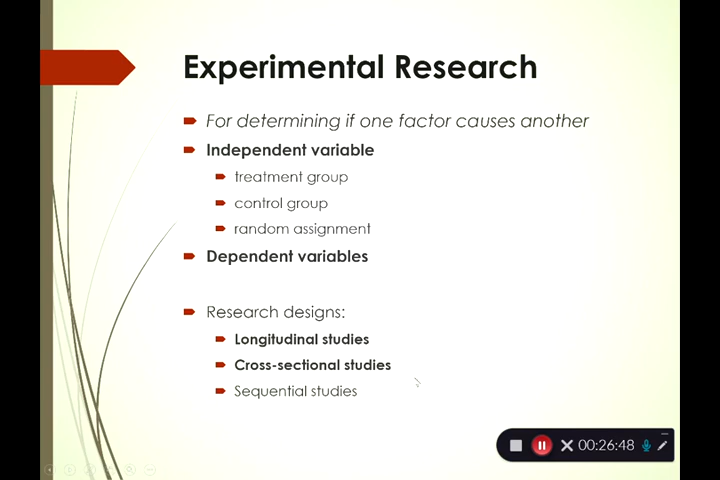 Experimental Research
For determining if one factor causes another
Independent variable
treatment group
control group
random assignment
Dependent variables
Research designs:
Longitudinal studies
Cross-sectional studies
Sequential studies
00:26:48